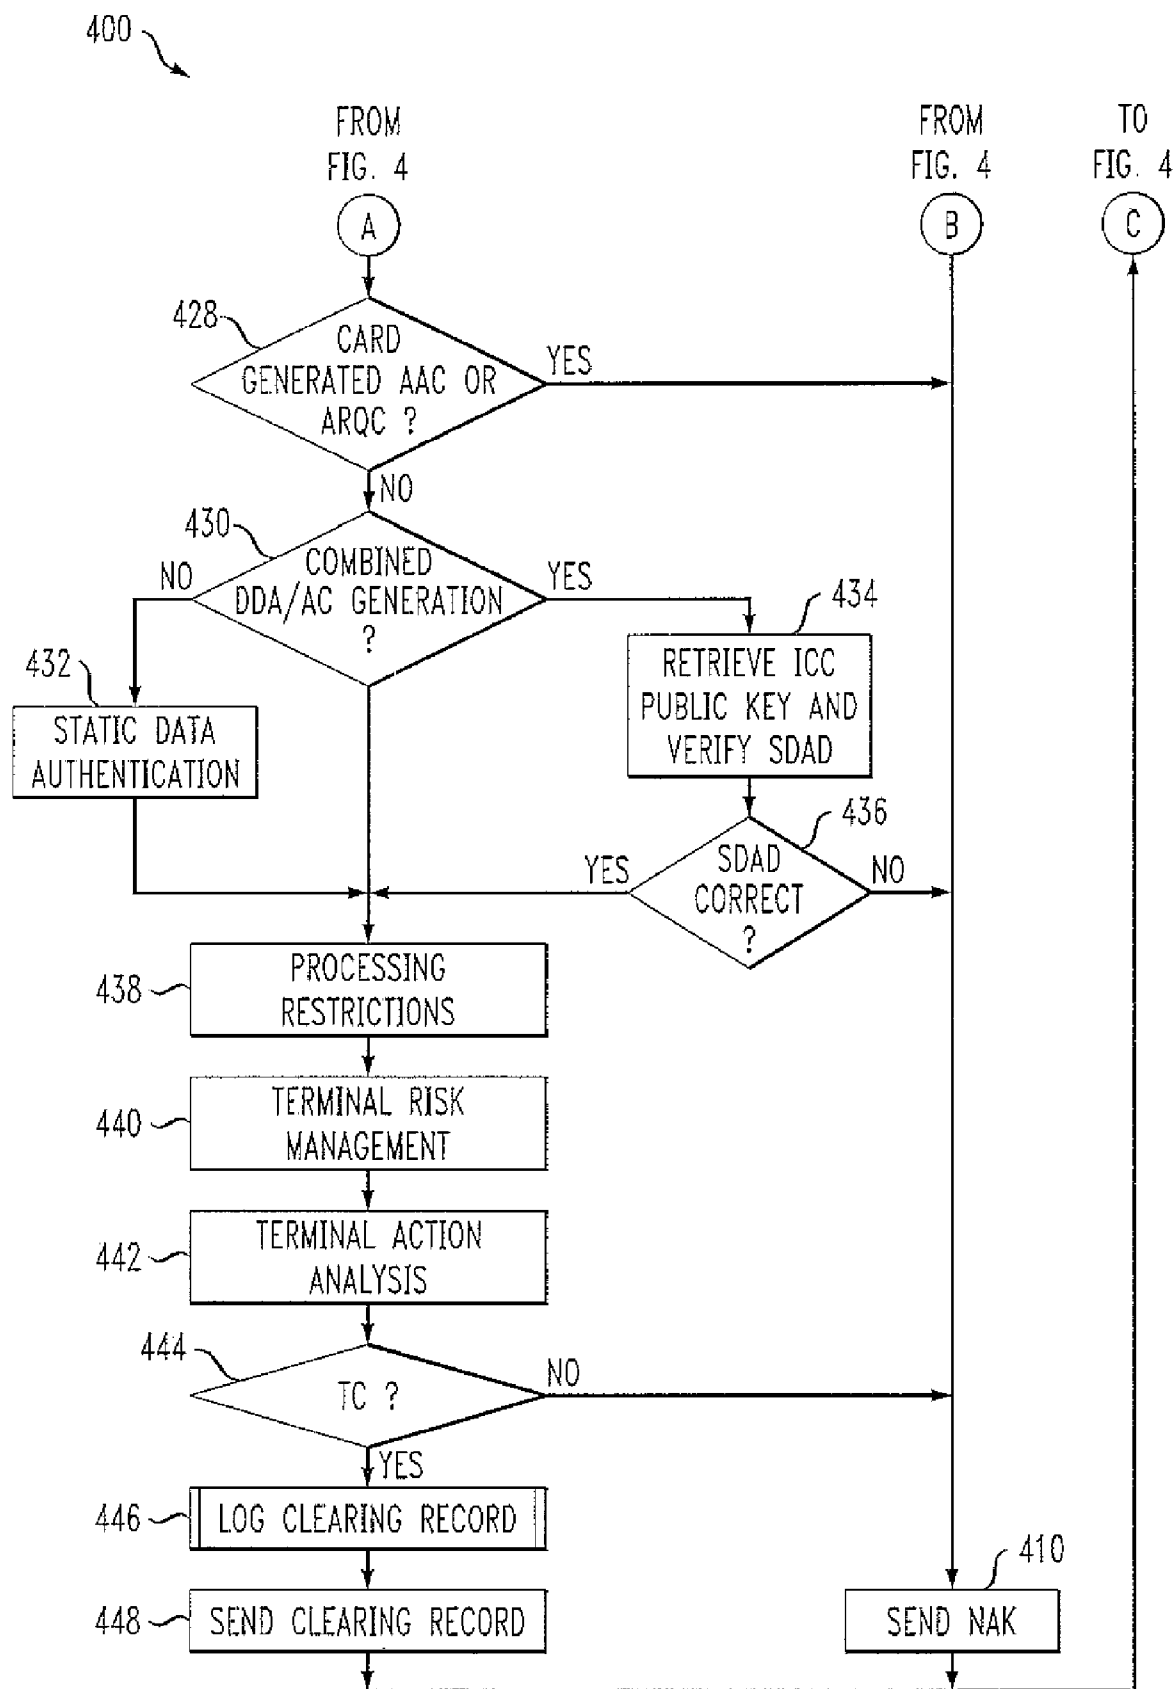 400
FROM
FIG. 4
A
FROM
FIG. 4
B
TO
FIG. 4
C
428
CARD
GENERATED AAC OR
ARQC ?
YES
NO
430
COMBINED
DDA/AC GENERATION
?
NO
YES
432
STATIC DATA
AUTHENTICATION
434
RETRIEVE ICC
PUBLIC KEY AND
VERIFY SDAD
436
SDAD
CORRECT
?
YES
NO
438
PROCESSING
RESTRICTIONS
440
TERMINAL RISK
MANAGEMENT
442
TERMINAL ACTION
ANALYSIS
444
TC ?
NO
YES
446
LOG CLEARING RECORD
448
SEND CLEARING RECORD
410
SEND NAK